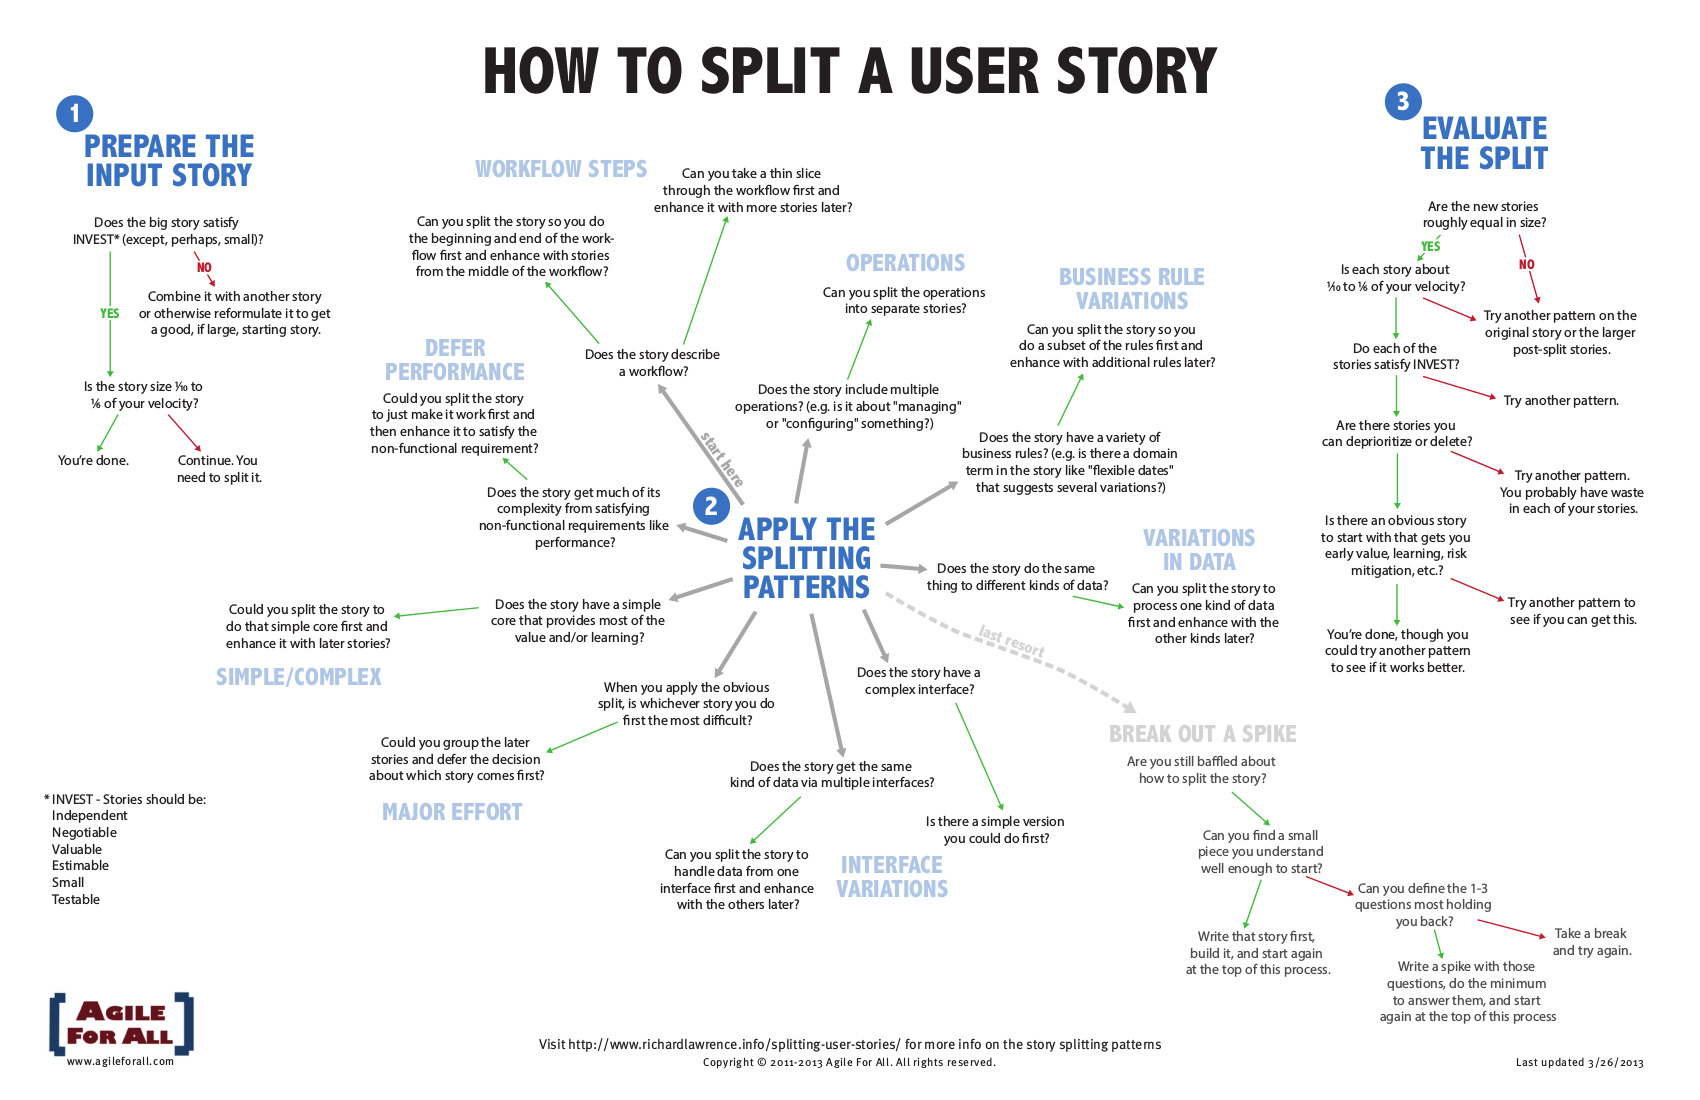 HOW TO SPLIT A USER STORY
1
PREPARE THE
INPUT STORY
Does the big story satisfy
INVEST* (except, perhaps, small)?
YES
NO
Combine it with another story
or otherwise reformulate it to get
a good, if large, starting story.
Is the story size 1⁄10 to
1⁄6 of your velocity?
You're done.
Continue. You
need to split it.
2
APPLY THE
SPLITTING
PATTERNS
start here
WORKFLOW STEPS
Does the story describe
a workflow?
Can you split the story so you do
the beginning and end of the work-
flow first and enhance with stories
from the middle of the workflow?
Can you take a thin slice
through the workflow first and
enhance it with more stories later?
OPERATIONS
Can you split the operations
into separate stories?
Does the story include multiple
operations? (e.g. is it about "managing"
or "configuring" something?)
BUSINESS RULE
VARIATIONS
Can you split the story so you
do a subset of the rules first and
enhance with additional rules later?
Does the story have a variety of
business rules? (e.g. is there a domain
term in the story like "flexible dates"
that suggests several variations?)
VARIATIONS
IN DATA
Does the story do the same
thing to different kinds of data?
Can you split the story to
process one kind of data
first and enhance with the
other kinds later?
DEFER
PERFORMANCE
Could you split the story
to just make it work first and
then enhance it to satisfy the
non-functional requirement?
Does the story get much of its
complexity from satisfying
non-functional requirements like
performance?
Does the story have a simple
core that provides most of the
value and/or learning?
Could you split the story to
do that simple core first and
enhance it with later stories?
SIMPLE/COMPLEX
When you apply the obvious
split, is whichever story you do
first the most difficult?
Could you group the later
stories and defer the decision
about which story comes first?
MAJOR EFFORT
Does the story get the same
kind of data via multiple interfaces?
Can you split the story to
handle data from one
interface first and enhance
with the others later?
Does the story have a
complex interface?
Is there a simple version
you could do first?
INTERFACE
VARIATIONS
last resort
BREAK OUT A SPIKE
Are you still baffled about
how to split the story?
Can you find a small
piece you understand
well enough to start?
Write that story first,
build it, and start again
at the top of this process.
Can you define the 1-3
questions most holding
you back?
Take a break
and try again.
Write a spike with those
questions, do the minimum
to answer them, and start
again at the top of this process
3
EVALUATE
THE SPLIT
Are the new stories
roughly equal in size?
YES
NO
Is each story about
1⁄10 to 1⁄6 of your velocity?
Try another pattern on the
original story or the larger
post-split stories.
Do each of the
stories satisfy INVEST?
Try another pattern.
Are there stories you
can deprioritize or delete?
Try another pattern.
You probably have waste
in each of your stories.
Is there an obvious story
to start with that gets you
early value, learning, risk
mitigation, etc.?
Try another pattern to
see if you can get this.
You're done, though you
could try another pattern
to see if it works better.
* INVEST - Stories should be:
Independent
Negotiable
Valuable
Estimable
Small
Testable
AGILE
FOR ALL
www.agileforall.com
Visit http://www.richardlawrence.info/splitting-user-stories/ for more info on the story splitting patterns
Copyright © 2011-2013 Agile For All. All rights reserved.
Last updated 3/26/2013